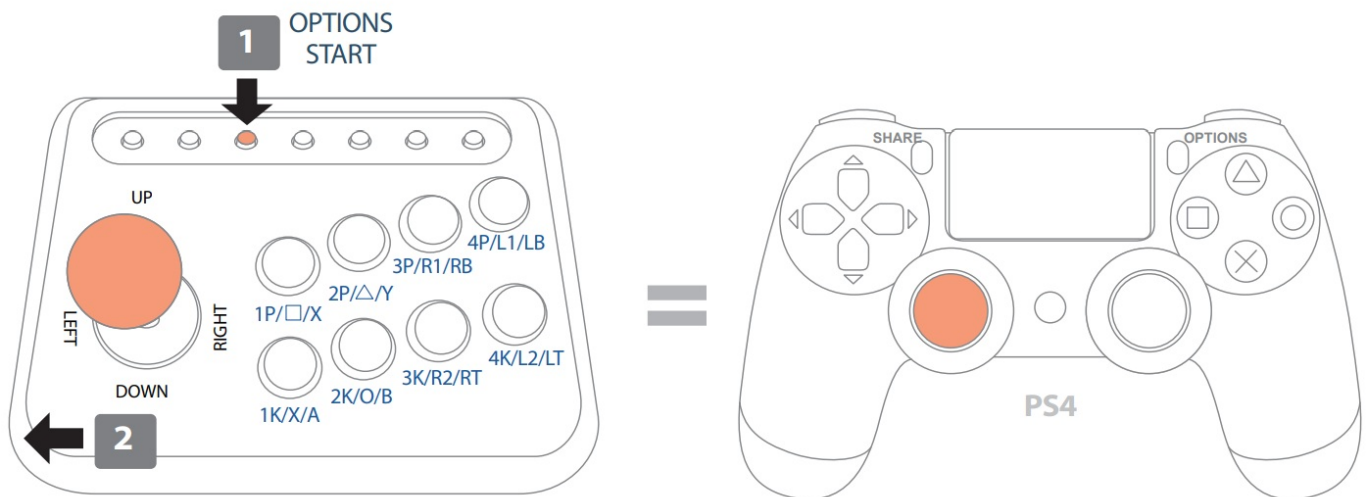 1
OPTIONS
START
UP
LEFT
RIGHT
DOWN
1P/□/X
2P/△/Y
3P/R1/RB
4P/L1/LB
1K/X/A
2K/O/B
3K/R2/RT
4K/L2/LT
2
SHARE
OPTIONS
PS4